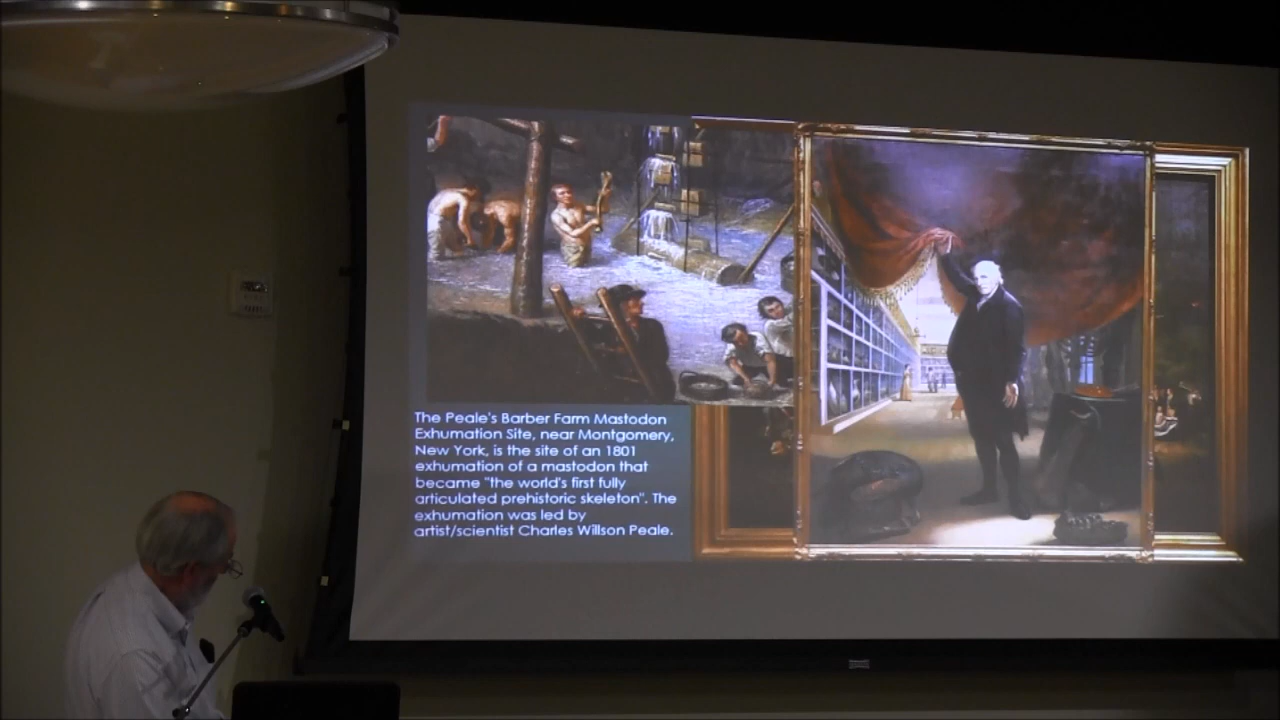 The Peale's Barber Farm Mastodon
Exhumation Site, near Montgomery,
New York, is the site of an 1801
exhumation of a mastodon that
became "the world's first fully
articulated prehistoric skeleton". The
exhumation was led by
artist/scientist Charles Willson Peale.